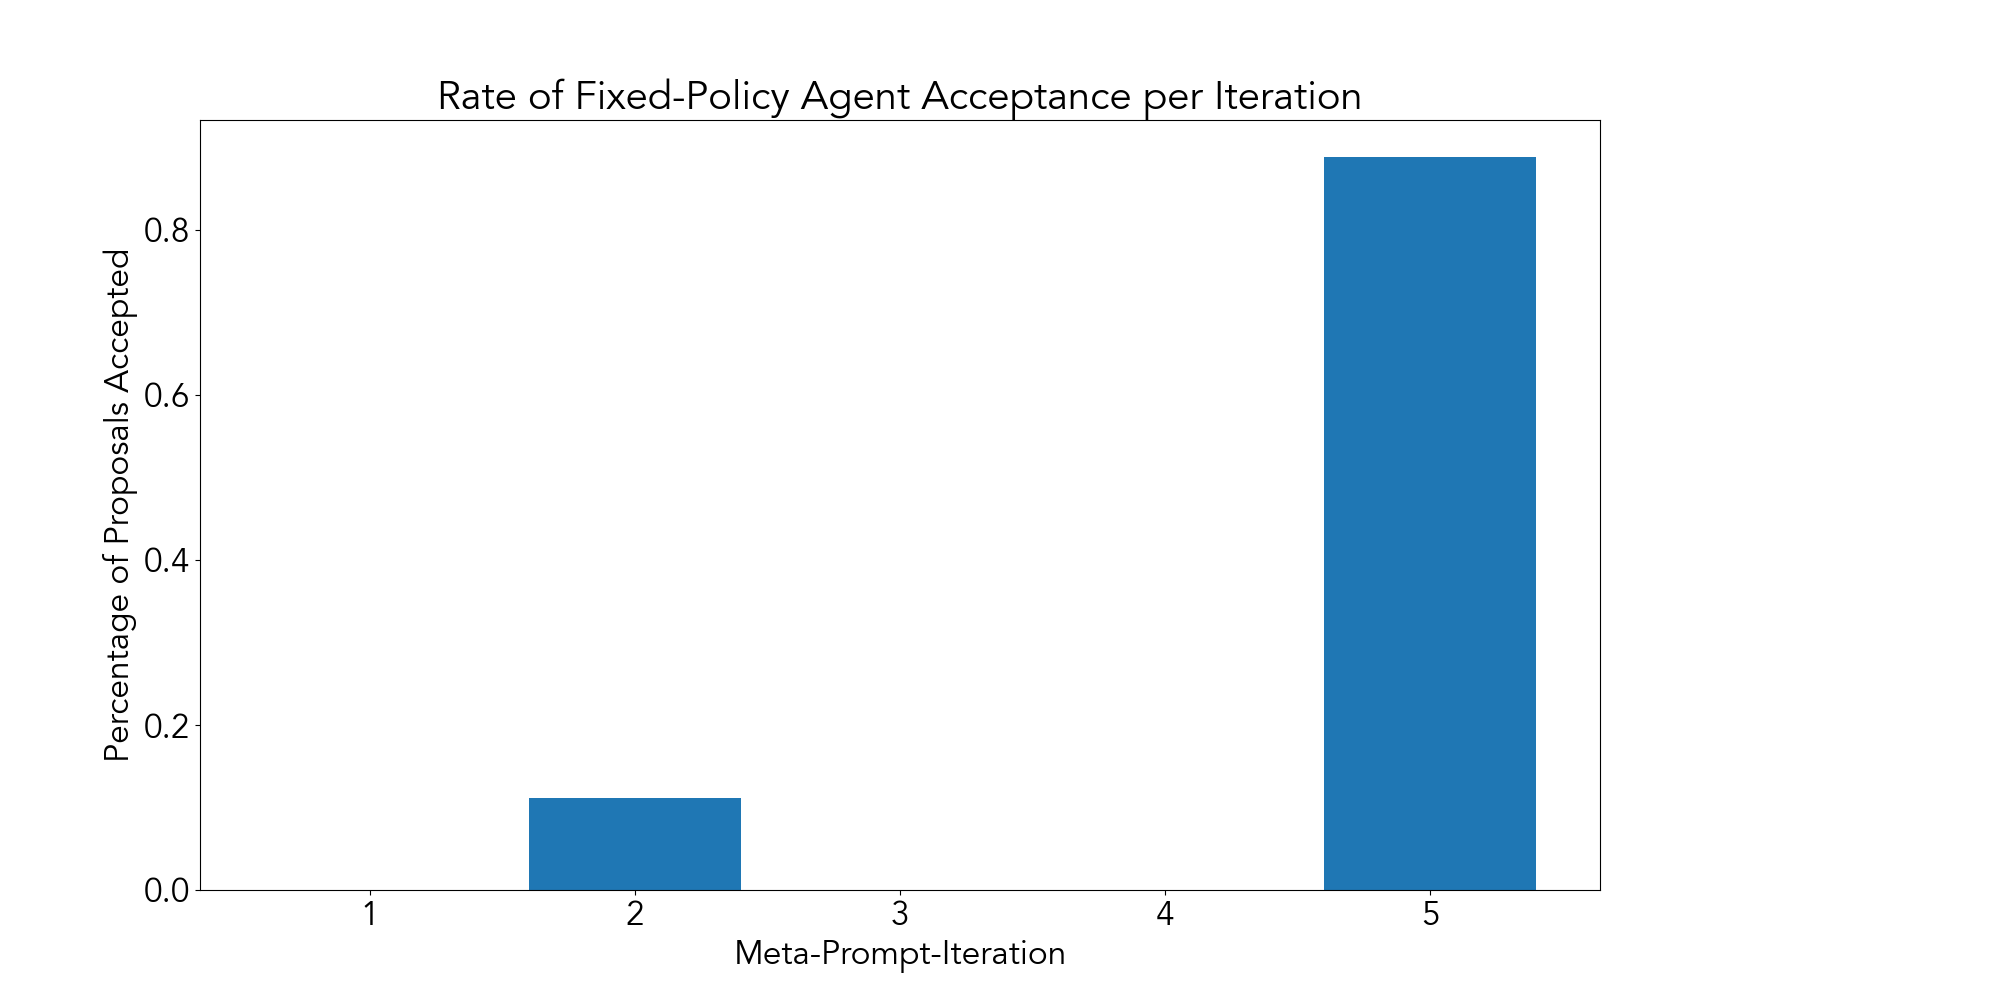 Rate of Fixed-Policy Agent Acceptance per Iteration
Percentage of Proposals Accepted
0.8
0.6
0.4
0.2
0.0
1 2 3 4 5
Meta-Prompt-Iteration